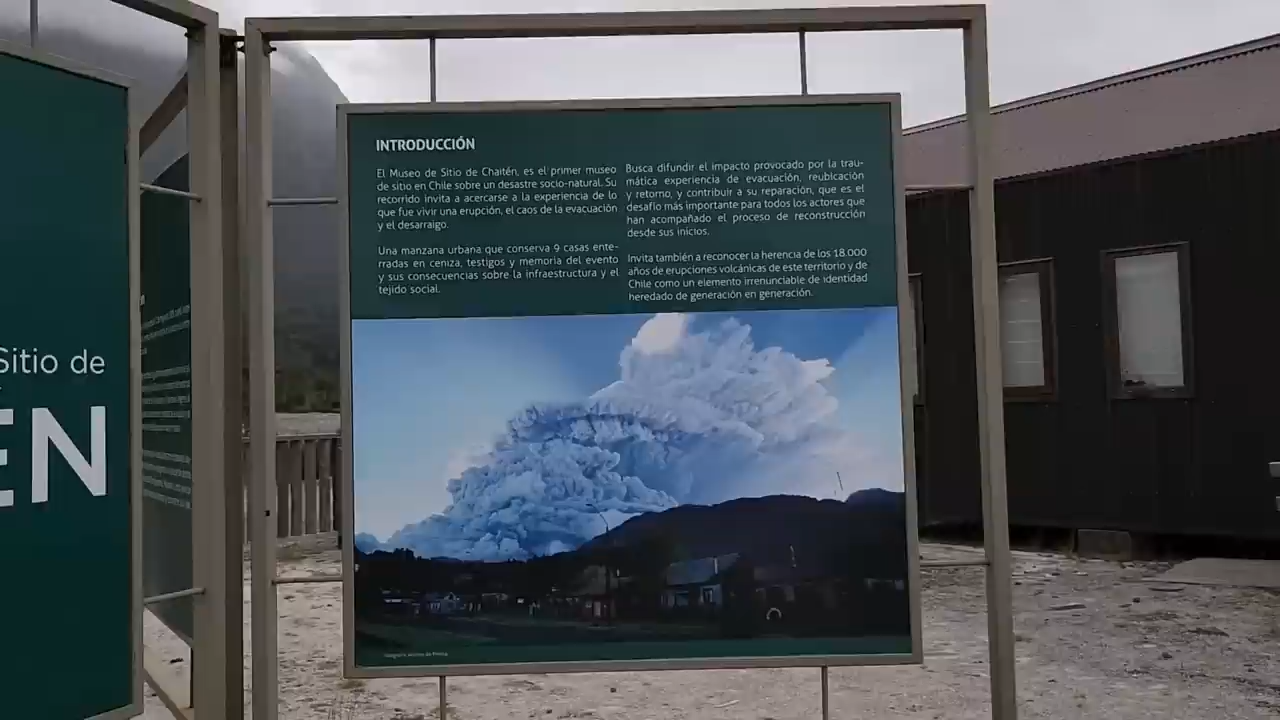 Sitio de
EN
INTRODUCCIÓN
El Museo de Sitio de Chaitén, es el primer museo
de sitio en Chile sobre un desastre socio-natural. Su
recorrido invita a acercarse a la experiencia de lo
que fue vivir una erupción, el caos de la evacuación
y el desarraigo.
Una manzana urbana que conserva 9 casas ente-
rradas en ceniza, testigos y memoria del evento
y sus consecuencias sobre la infraestructura y el
tejido social.
Busca difundir el impacto provocado por la trau-
mática experiencia de evacuación, reubicación
y retorno, y contribuir a su reparación, que es el
desafío más importante para todos los actores que
han acompañado el proceso de reconstrucción
desde sus inicios.
Invita también a reconocer la herencia de los 18.000
años de erupciones volcánicas de este territorio y de
Chile como un elemento irrenunciable de identidad
heredado de generación en generación.